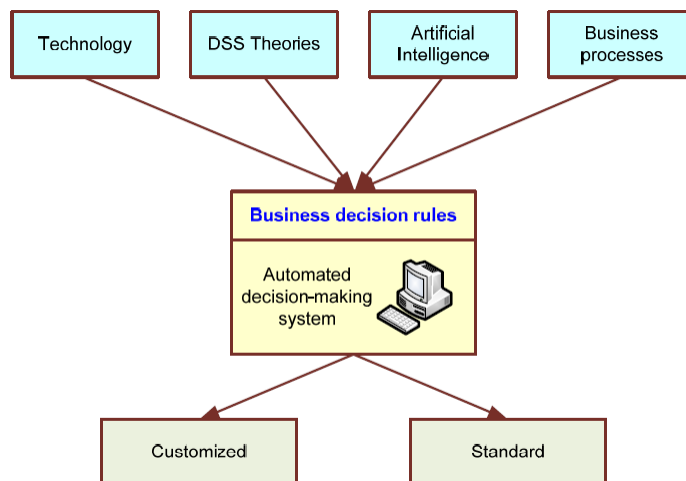 Technology
DSS Theories
Artificial
Intelligence
Business
processes
Business decision rules
Automated
decision-making
system
Customized
Standard